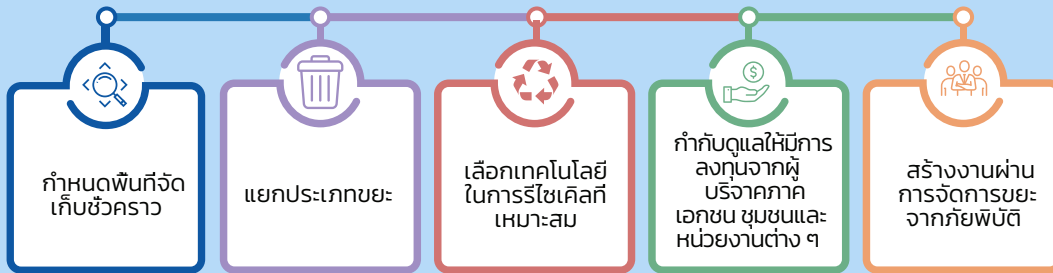 กำหนดพื้นที่จัด
เก็บชั่วคราว
แยกประเภทขยะ
เลือกเทคโนโลยี
ในการรีไซเคิลที่
เหมาะสม
กำกับดูแลให้มีการ
ลงทุนจากผู้
บริจาคภาค
เอกชน ชุมชนและ
หน่วยงานต่าง ๆ
สร้างงานผ่าน
การจัดการขยะ
จากภัยพิบัติ
$